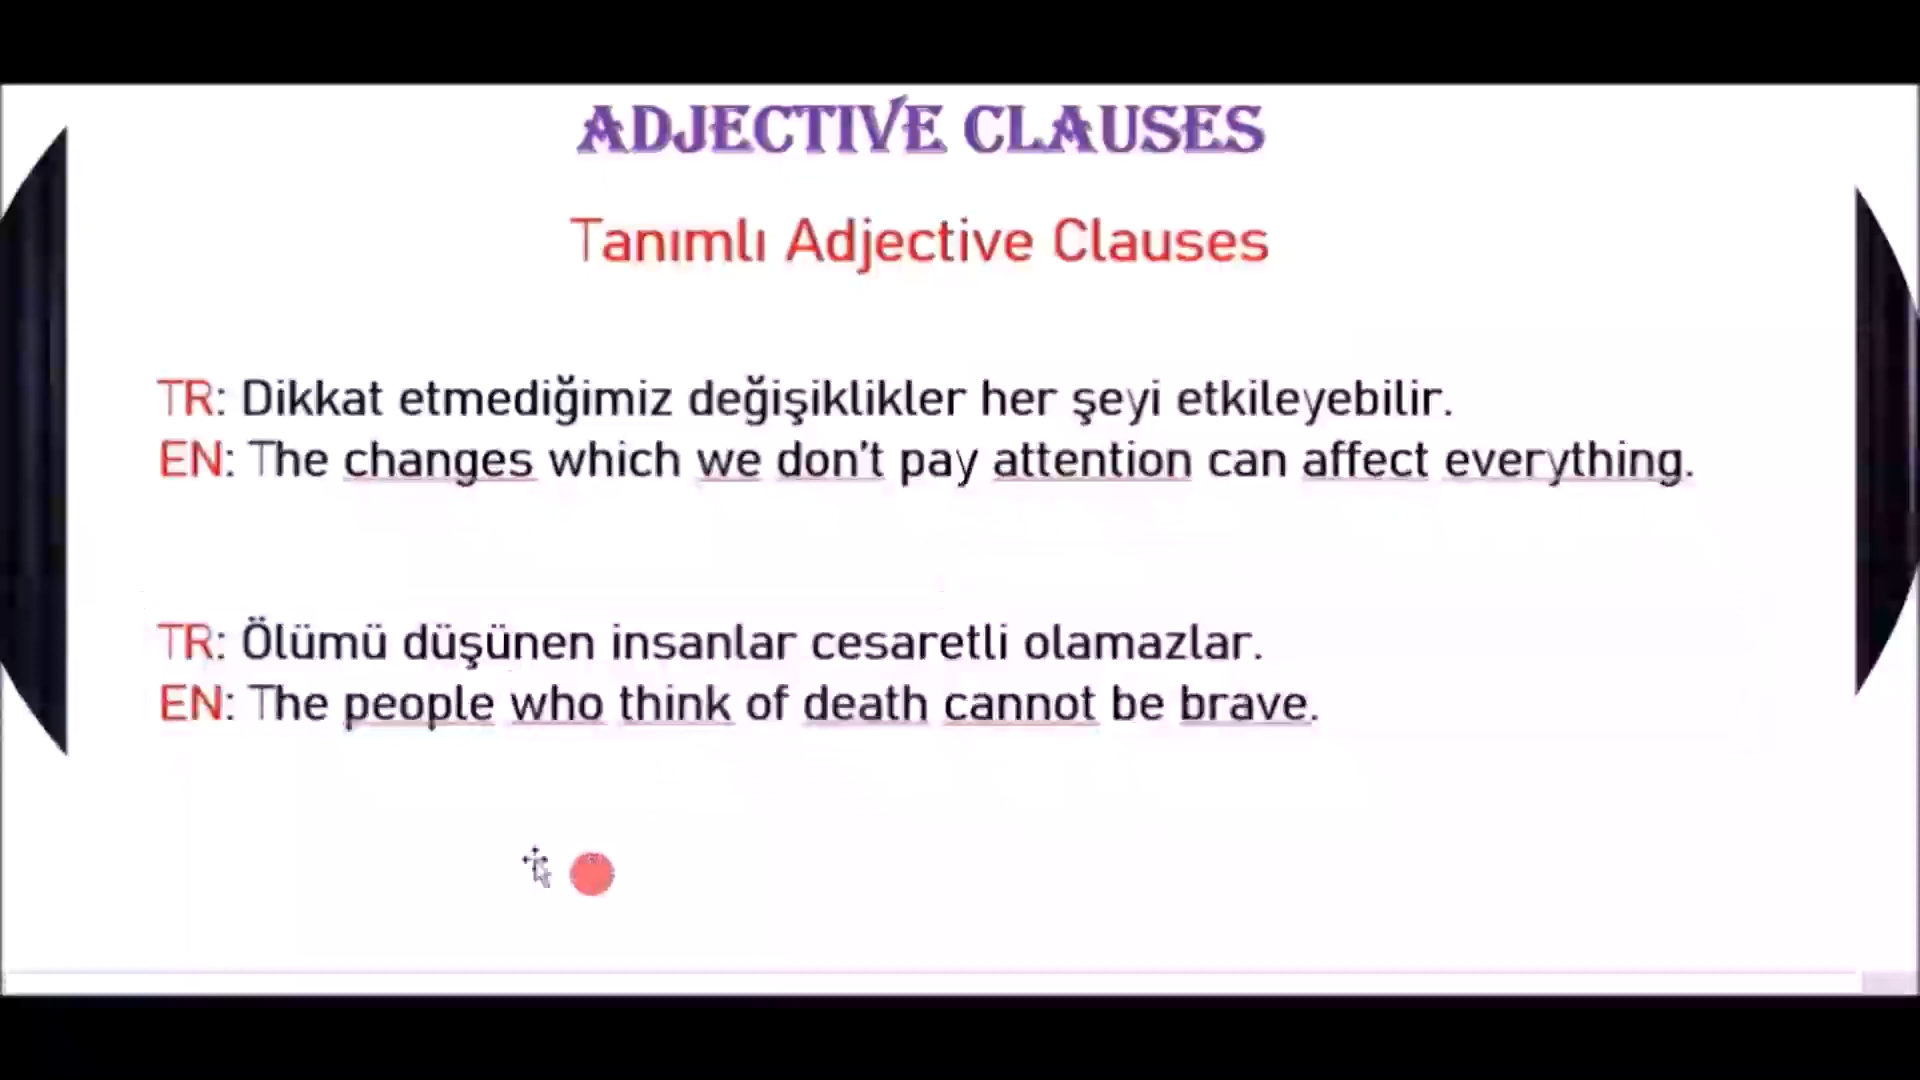 ADJECTIVE CLAUSES
Tanımlı Adjective Clauses
TR: Dikkat etmediğimiz değişiklikler her şeyi etkileyebilir.
EN: The changes which we don't pay attention can affect everything.
TR: Ölümü düşünen insanlar cesaretli olamazlar.
EN: The people who think of death cannot be brave.